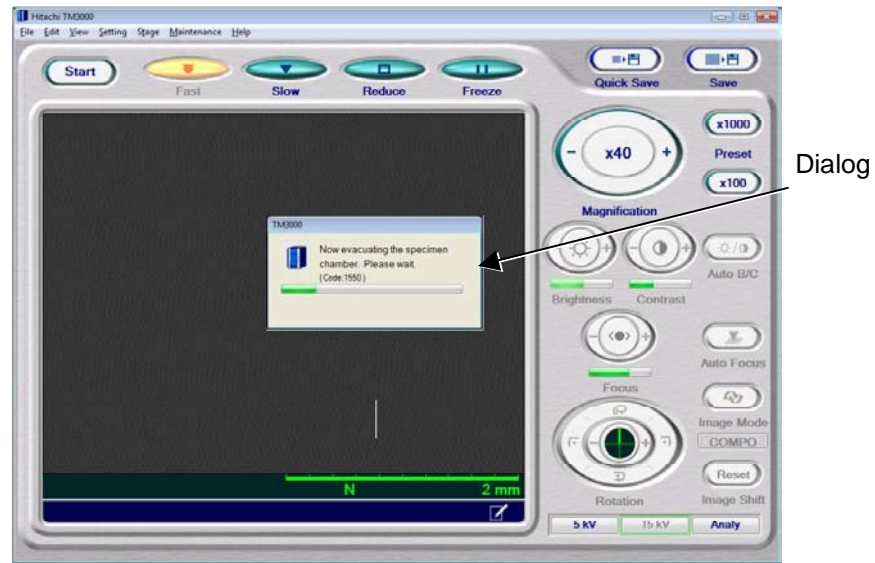 Hitachi TM3000
File Edit View Setting Stage Maintenance Help
Start
Fast
Slow
Reduce
Freeze
Quick Save
Save
x1000
- x40 +
Preset
x100
Magnification
Dialog
TM3000
Now evacuating the specimen
chamber. Please wait.
(Code:1550)
Auto B/C
Brightness
Contrast
Auto Focus
Focus
Image Mode
COMPO
Reset
Rotation
Image Shift
N
2 mm
5 kV
15 kV
Analy